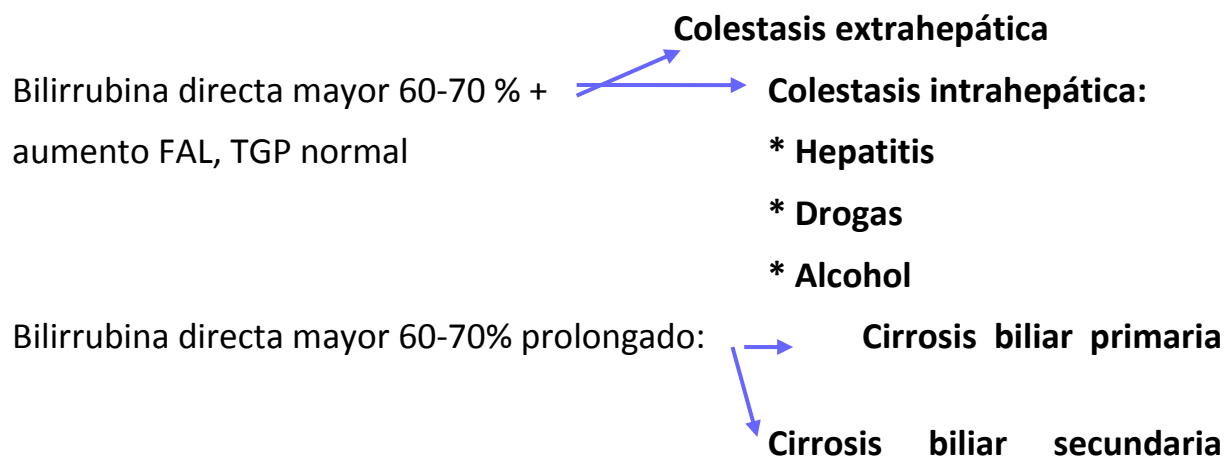 Colestasis extrahepática
Bilirrubina directa mayor 60-70 % +
Colestasis intrahepática:
aumento FAL, TGP normal
* Hepatitis
* Drogas
* Alcohol
Bilirrubina directa mayor 60-70% prolongado:
Cirrosis biliar primaria
Cirrosis biliar secundaria